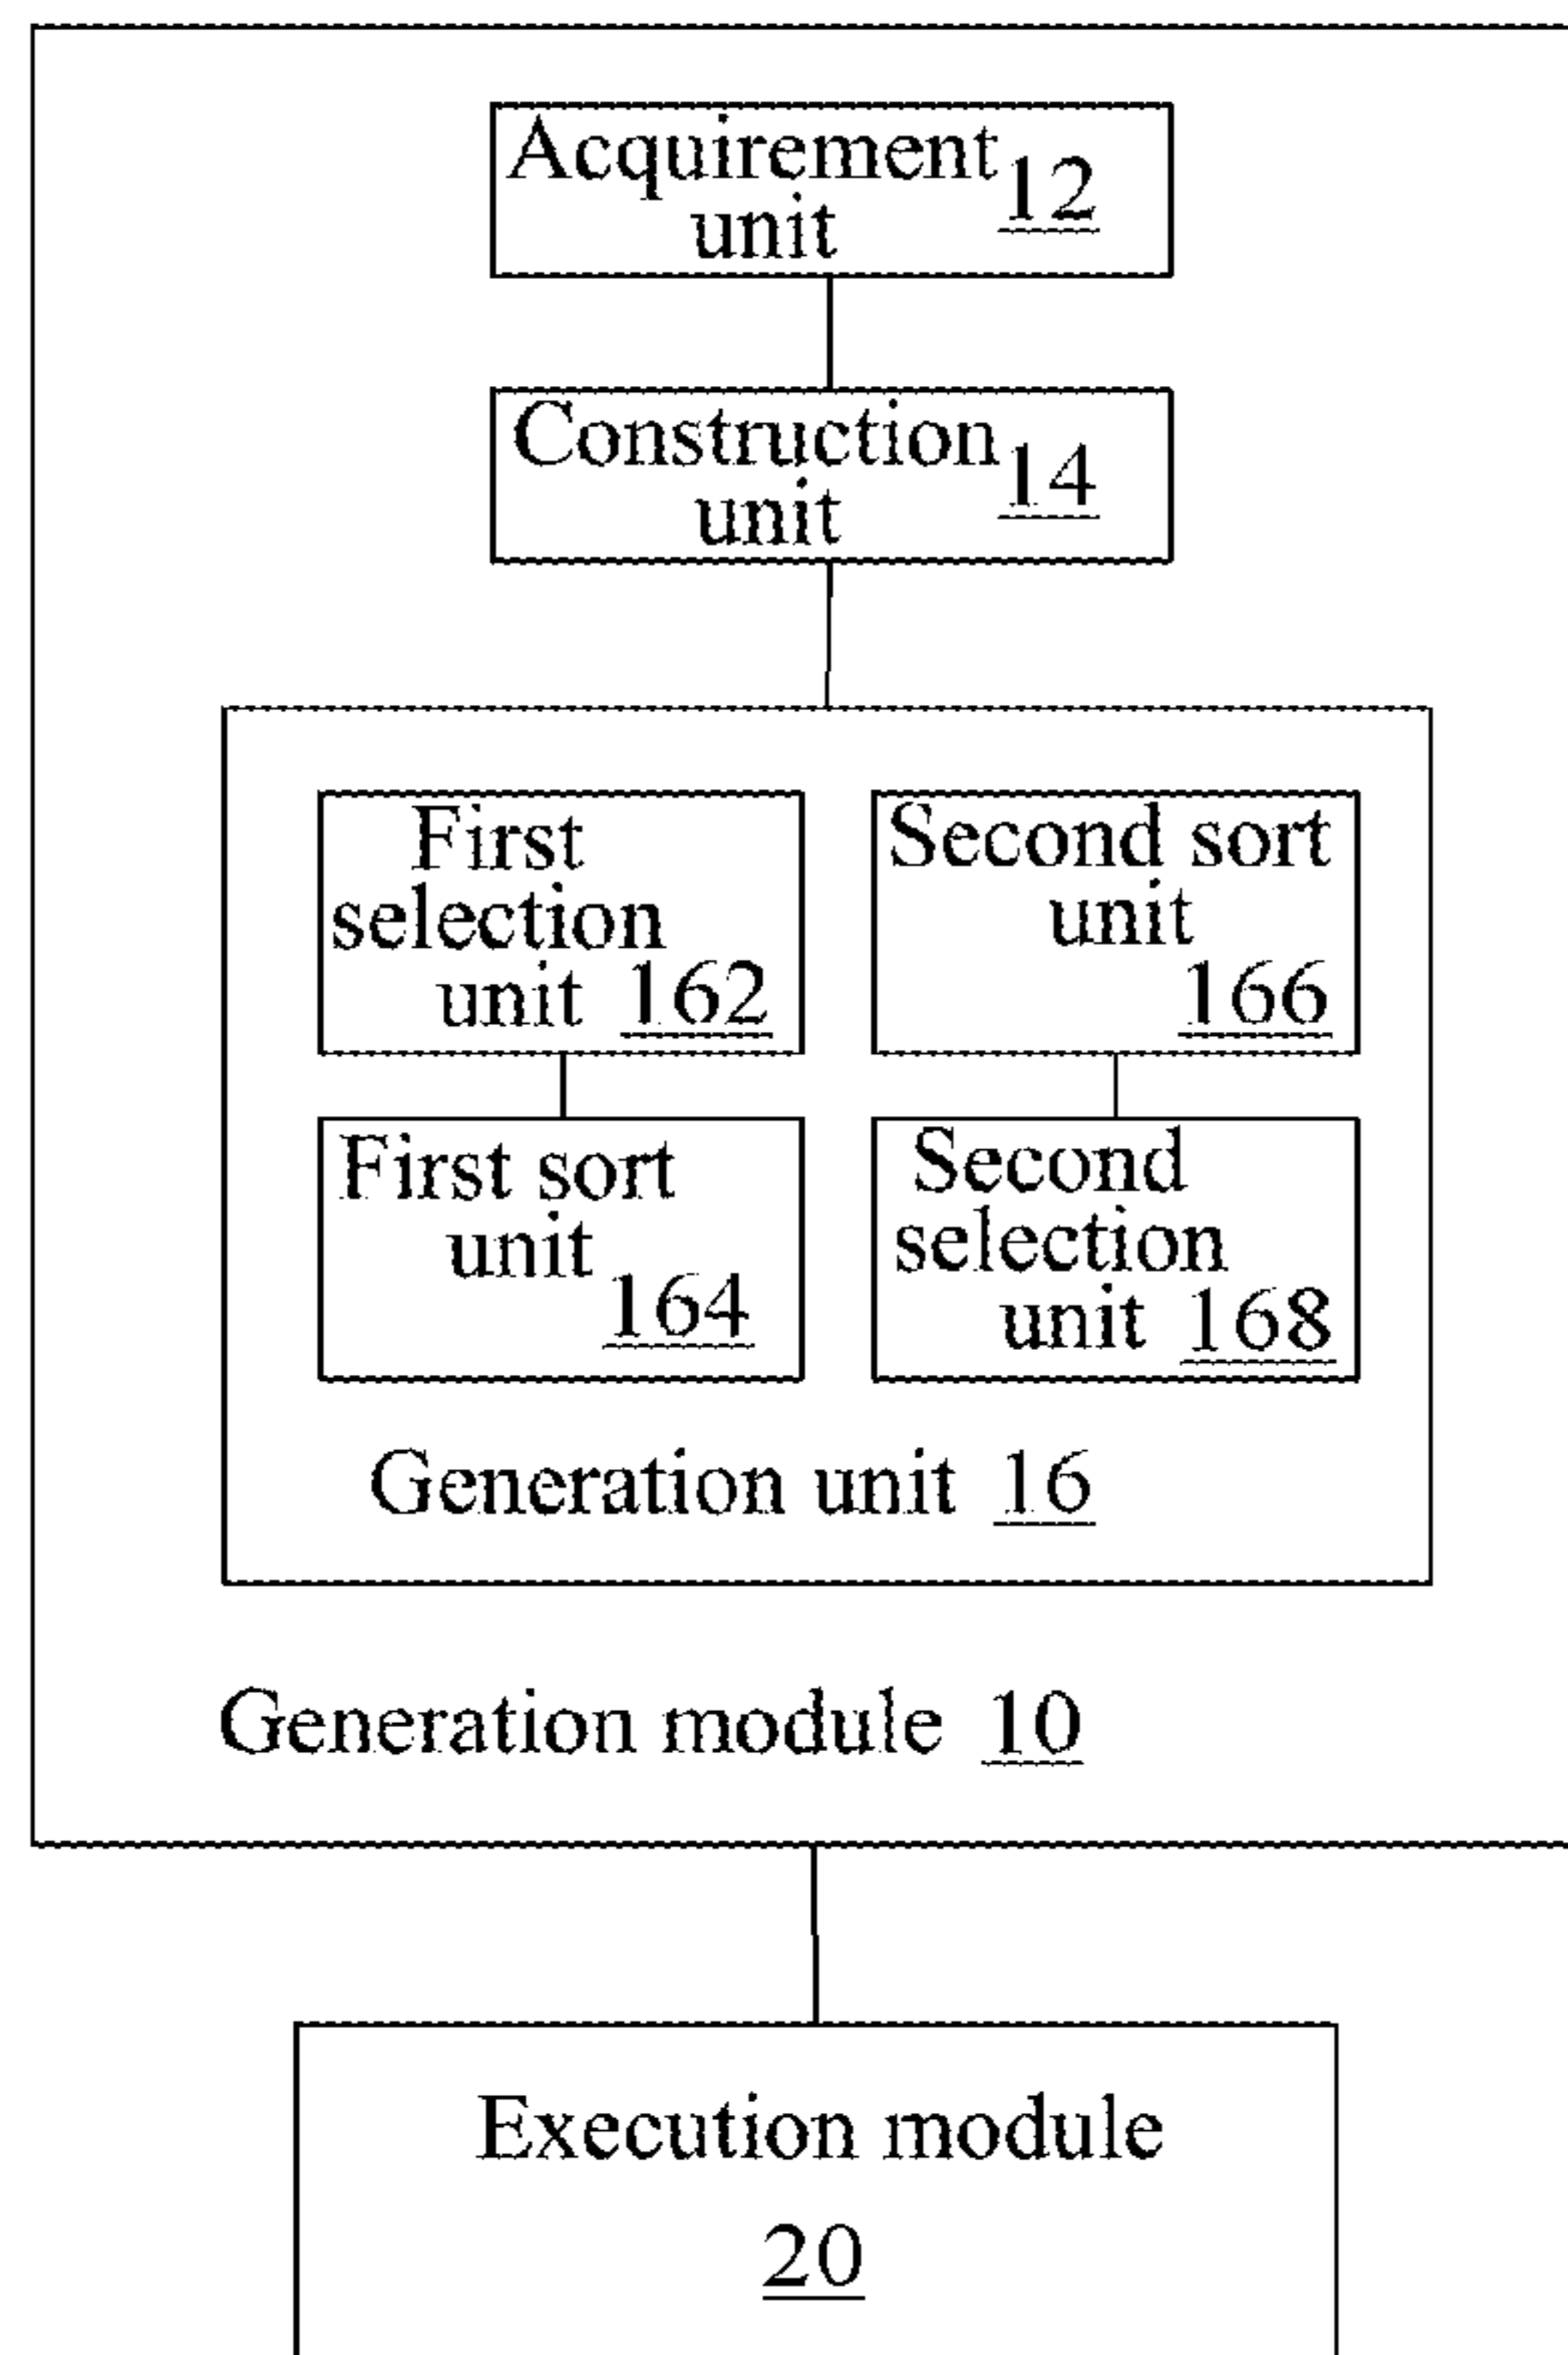 Acquirement
unit 12
Construction
unit 14
First
selection
unit 162
Second sort
unit
166
First sort
unit
164
Second
selection
unit 168
Generation unit 16
Generation module 10
Execution module
20